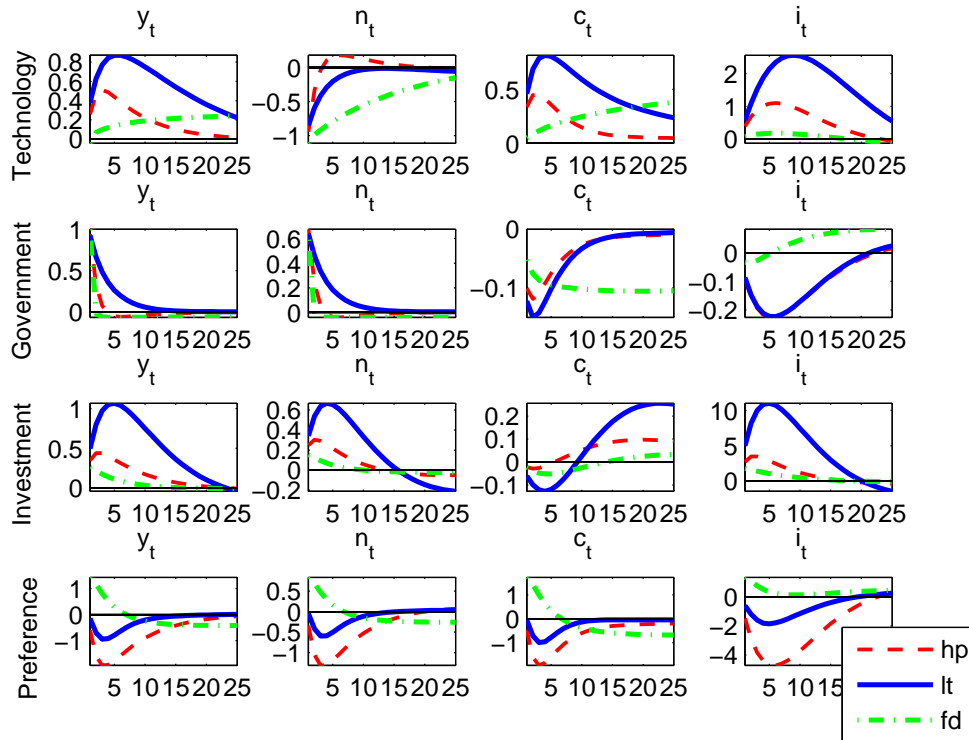 y_t n_t c_t i_t
Technology
0.8 0.6 0.4 0.2 0
0 −0.5 −1
0.5 0
2 1 0
5 10 15 20 25 5 10 15 20 25 5 10 15 20 25 5 10 15 20 25
y_t n_t c_t i_t
Government
1 0.5 0
0.6 0.4 0.2 0
0 −0.1
0 −0.1 −0.2
5 10 15 20 25 5 10 15 20 25 5 10 15 20 25 5 10 15 20 25
y_t n_t c_t i_t
Investment
1 0.5 0
0.6 0.4 0.2 0 −0.2
0.2 0.1 0 −0.1
10 5 0
5 10 15 20 25 5 10 15 20 25 5 10 15 20 25 5 10 15 20 25
y_t n_t c_t i_t
Preference
1 0 −1
0.5 0 −0.5 −1
1 0 −1
0 −2 −4
5 10 15 20 25 5 10 15 20 25 5 10 15 20 25 5 10 15 20 25
hp
lt
fd